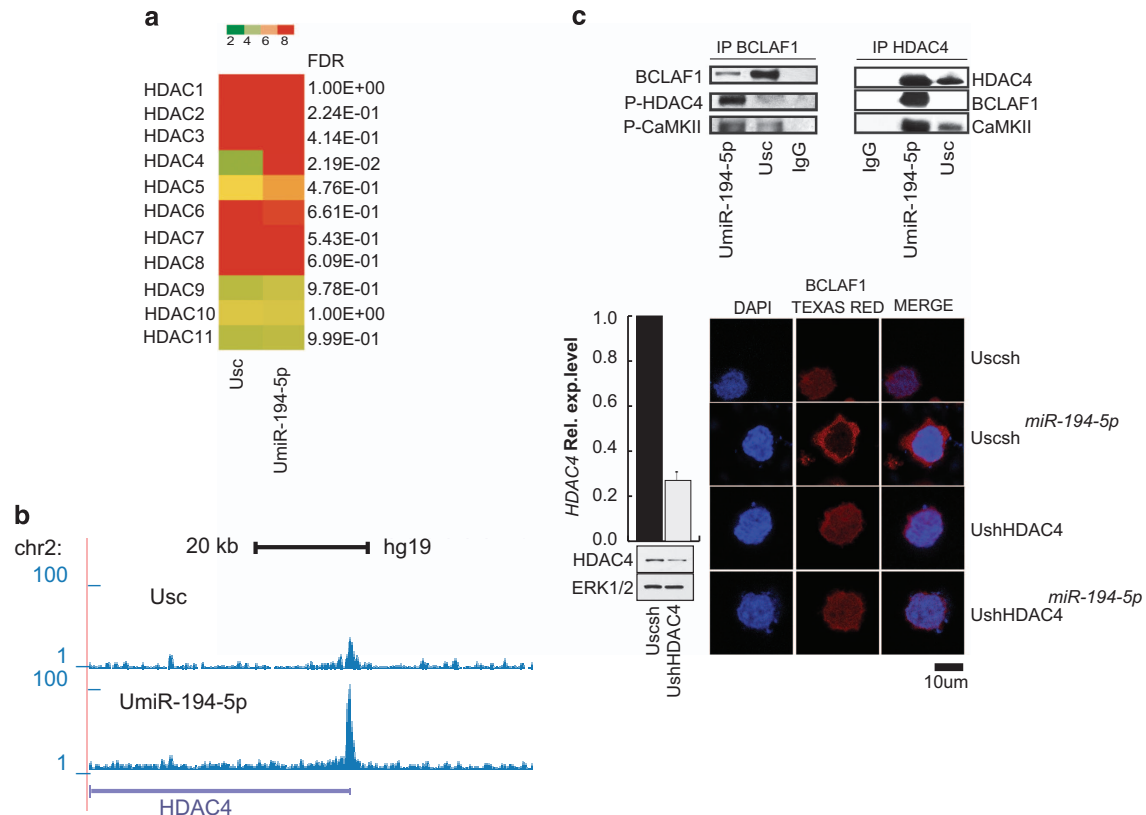 a
2 4 6 8
FDR
HDAC1 1.00E+00
HDAC2 2.24E-01
HDAC3 4.14E-01
HDAC4 2.19E-02
HDAC5 4.76E-01
HDAC6 6.61E-01
HDAC7 5.43E-01
HDAC8 6.09E-01
HDAC9 9.78E-01
HDAC10 1.00E+00
HDAC11 9.99E-01
Usc
UmiR-194-5p
b
chr2:
20 kb hg19
100
Usc
1
100
UmiR-194-5p
1
HDAC4
c
IP BCLAF1
BCLAF1
P-HDAC4
P-CaMKII
UmiR-194-5p
Usc
IgG
IP HDAC4
HDAC4
BCLAF1
CaMKII
IgG
UmiR-194-5p
Usc
HDAC4 Rel. exp.level
1.0
0.8
0.6
0.4
0.2
0.0
HDAC4
ERK1/2
Uscsh
UshHDAC4
DAPI
BCLAF1
TEXAS RED
MERGE
Uscsh
Uscsh miR-194-5p
UshHDAC4
UshHDAC4 miR-194-5p
10um